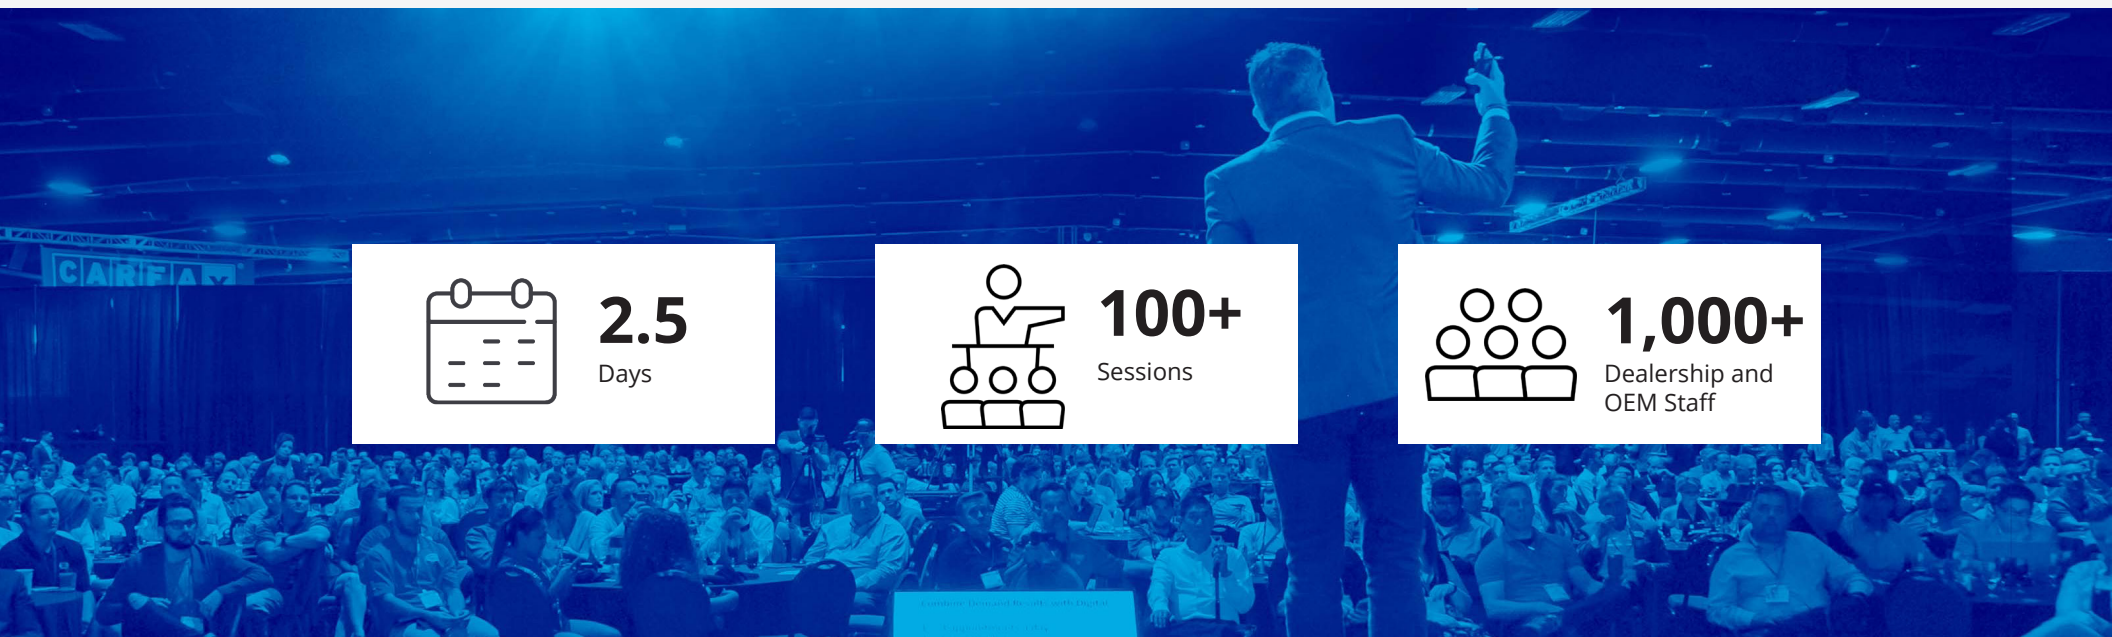 CARFAX
2.5
Days
100+
Sessions
1,000+
Dealership and
OEM Staff